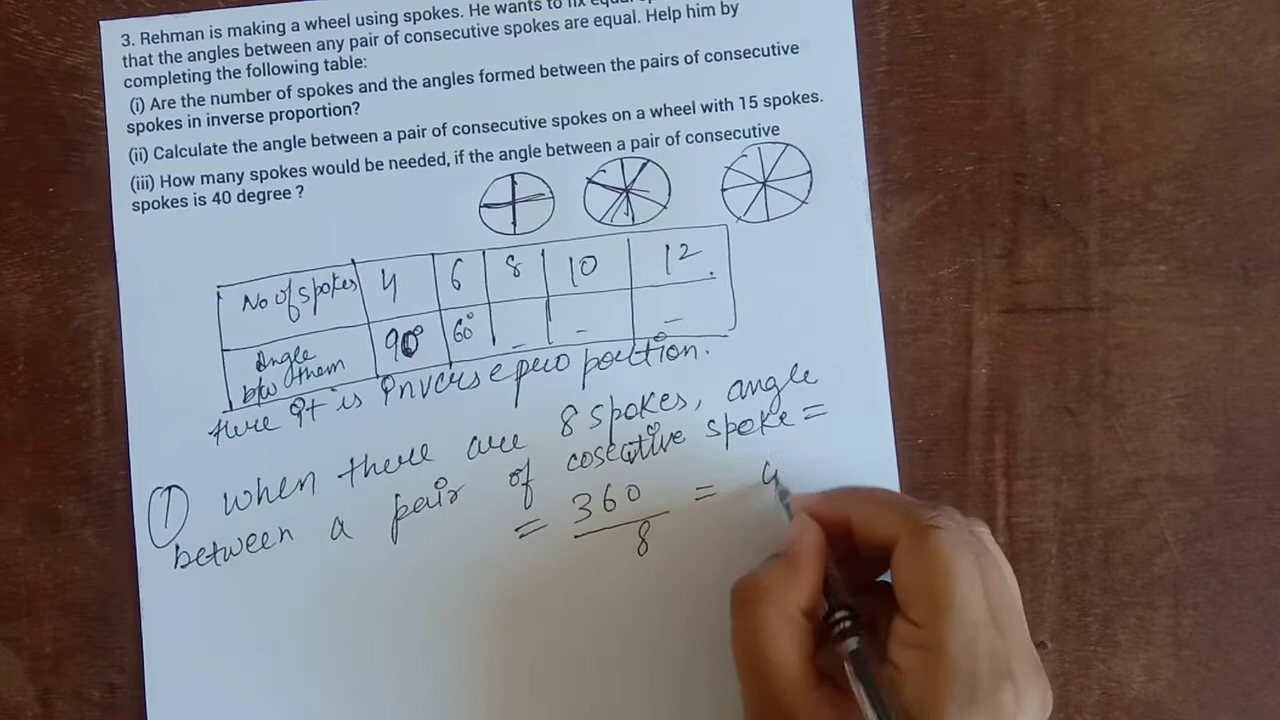 3. Rehman is making a wheel using spokes. He wants to fix
that the angles between any pair of consecutive spokes are equal. Help him by
completing the following table:
(i) Are the number of spokes and the angles formed between the pairs of consecutive
spokes in inverse proportion?
(ii) Calculate the angle between a pair of consecutive spokes on a wheel with 15 spokes.
(iii) How many spokes would be needed, if the angle between a pair of consecutive
spokes is 40 degree ?
No of spokes 4 6 8 10 12.
Angle b/w them 90° 60° _ _ _
Here it is inverse proportion.
① when there are 8 spokes, angle
between a pair of cosecutive spoke =
= 360/8 = 4